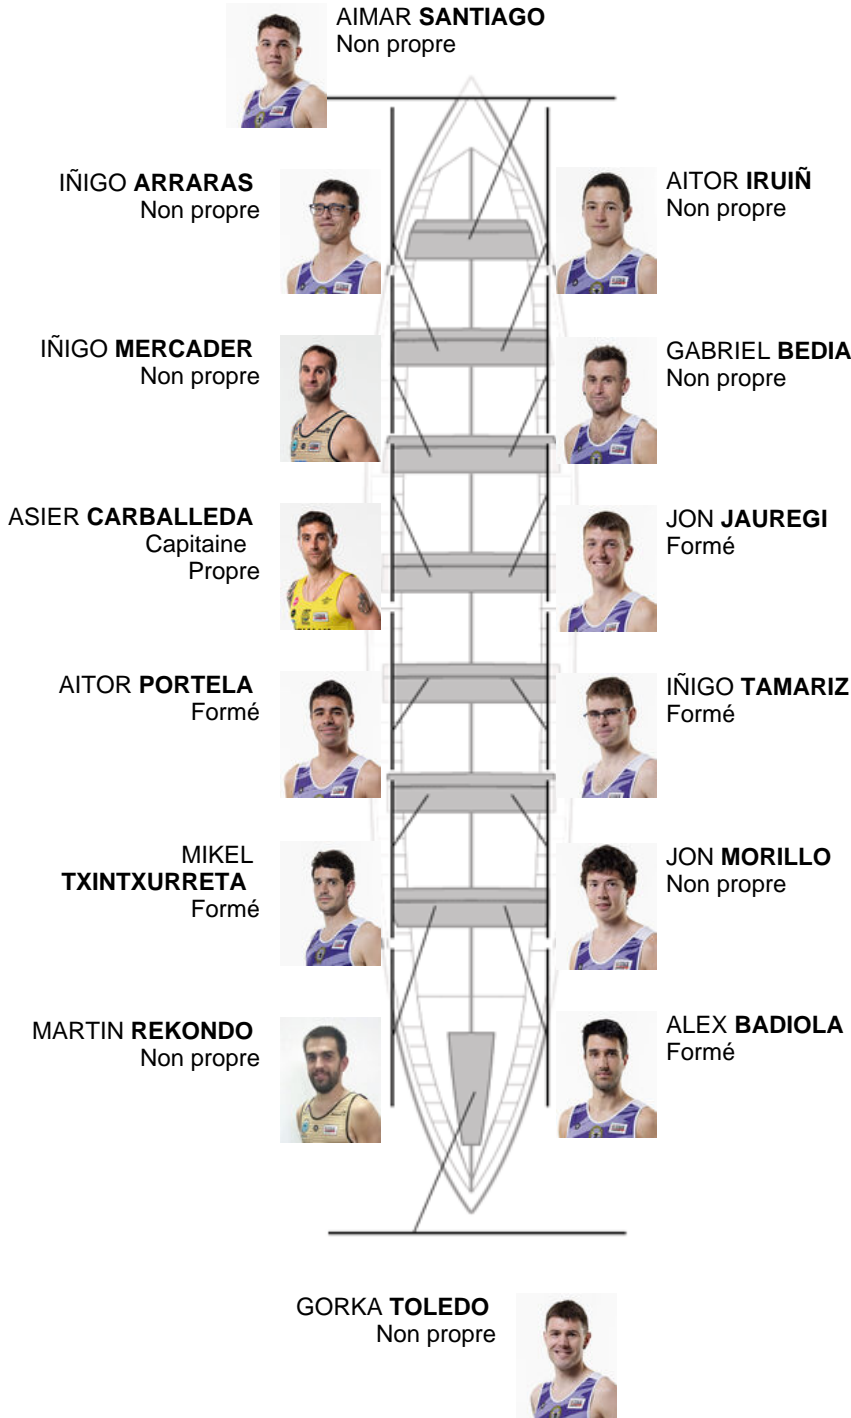 AIMAR SANTIAGO
Non propre
IÑIGO ARRARAS
Non propre
AITOR IRUIÑ
Non propre
IÑIGO MERCADER
Non propre
GABRIEL BEDIA
Non propre
ASIER CARBALLEDA
Capitaine
Propre
JON JAUREGI
Formé
AITOR PORTELA
Formé
IÑIGO TAMARIZ
Formé
MIKEL
TXINTXURRETA
Formé
JON MORILLO
Non propre
MARTIN REKONDO
Non propre
ALEX BADIOLA
Formé
GORKA TOLEDO
Non propre